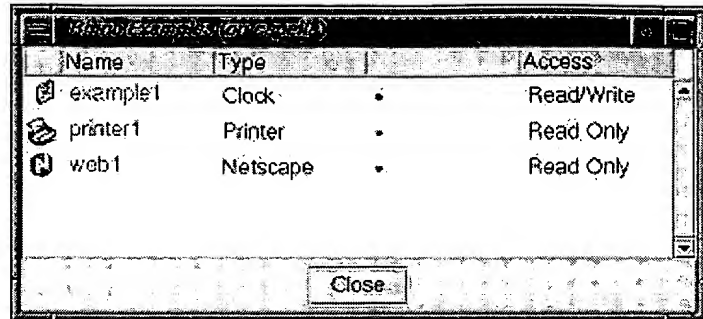 Name Type Access
example1 Clock • Read/Write
printer1 Printer • Read Only
web1 Netscape • Read Only
Close